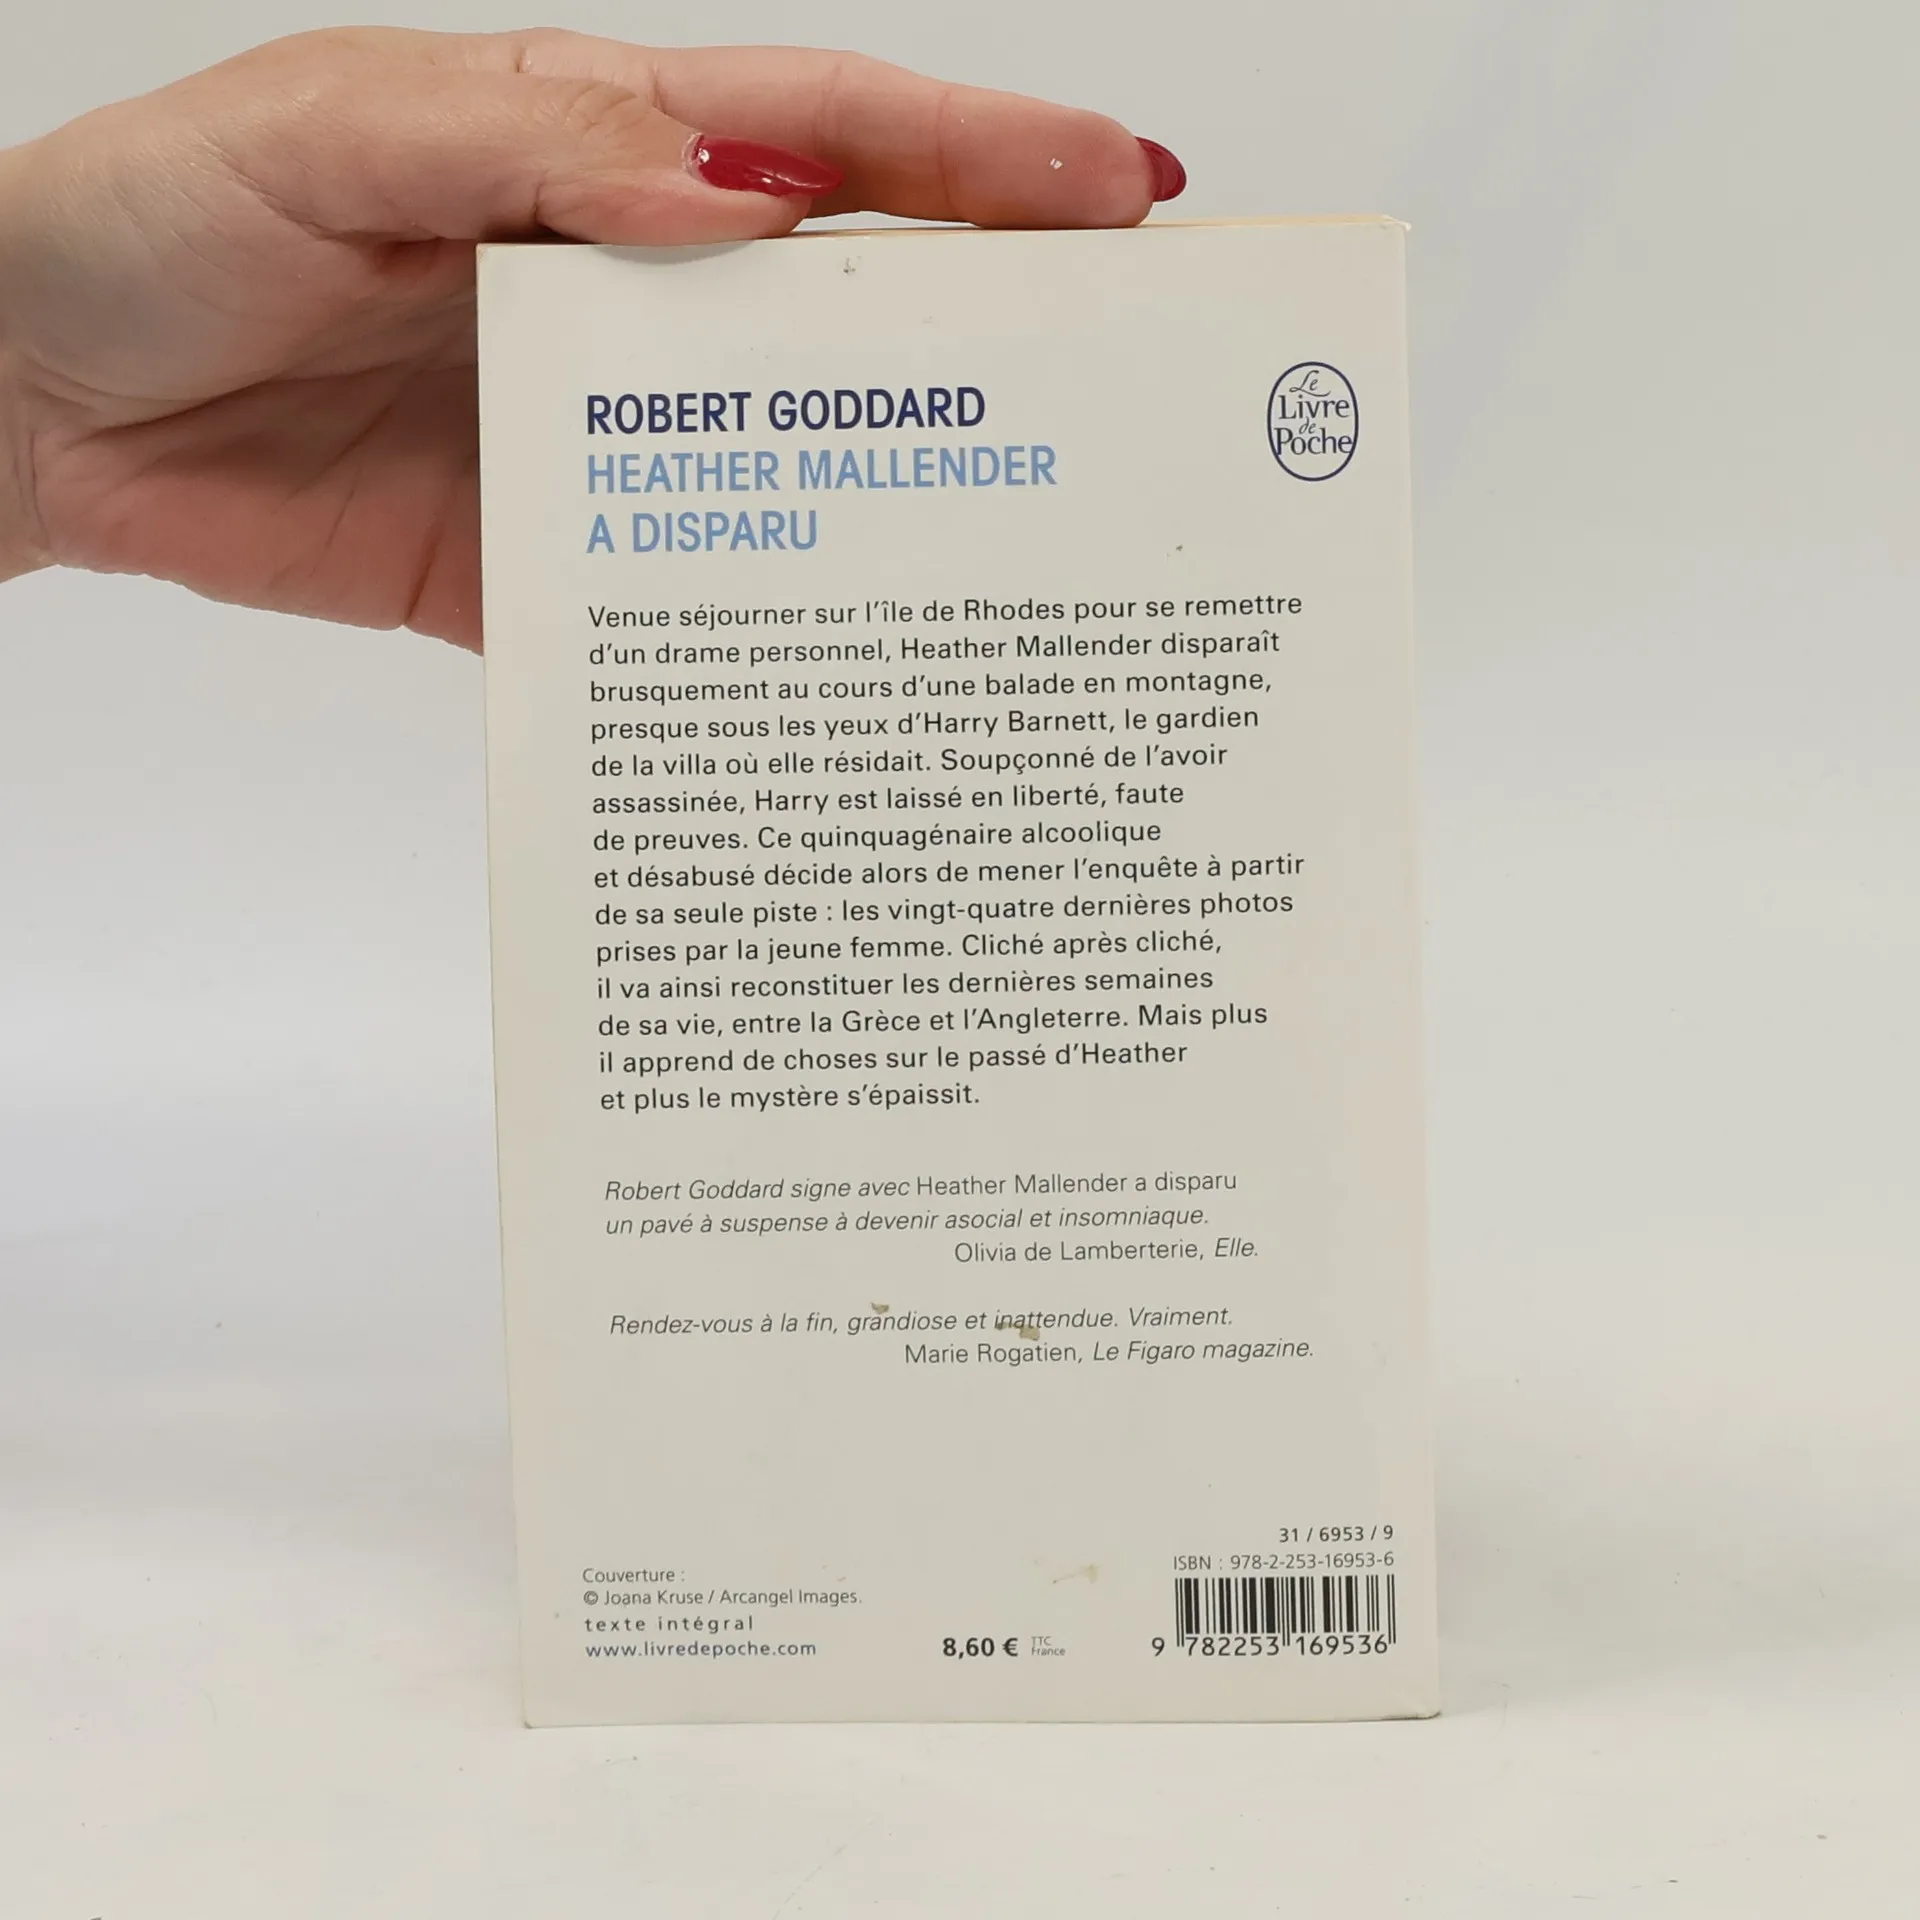 ROBERT GODDARD
HEATHER MALLENDER
A DISPARU
Le
Livre
de
Poche
Venue séjourner sur l'île de Rhodes pour se remettre
d'un drame personnel, Heather Mallender disparaît
brusquement au cours d'une balade en montagne,
presque sous les yeux d'Harry Barnett, le gardien
de la villa où elle résidait. Soupçonné de l'avoir
assassinée, Harry est laissé en liberté, faute
de preuves. Ce quinquagénaire alcoolique
et désabusé décide alors de mener l'enquête à partir
de sa seule piste : les vingt-quatre dernières photos
prises par la jeune femme. Cliché après cliché,
il va ainsi reconstituer les dernières semaines
de sa vie, entre la Grèce et l'Angleterre. Mais plus
il apprend de choses sur le passé d'Heather
et plus le mystère s'épaissit.
Robert Goddard signe avec Heather Mallender a disparu
un pavé à suspense à devenir asocial et insomniaque.
Olivia de Lamberterie, Elle.
Rendez-vous à la fin, grandiose et inattendue. Vraiment.
Marie Rogatien, Le Figaro magazine.
Couverture :
© Joana Kruse / Arcangel Images.
texte intégral
www.livredepoche.com
8,60 € TTC
France
31 / 6953 / 9
ISBN : 978-2-253-16953-6
9 782253 169536